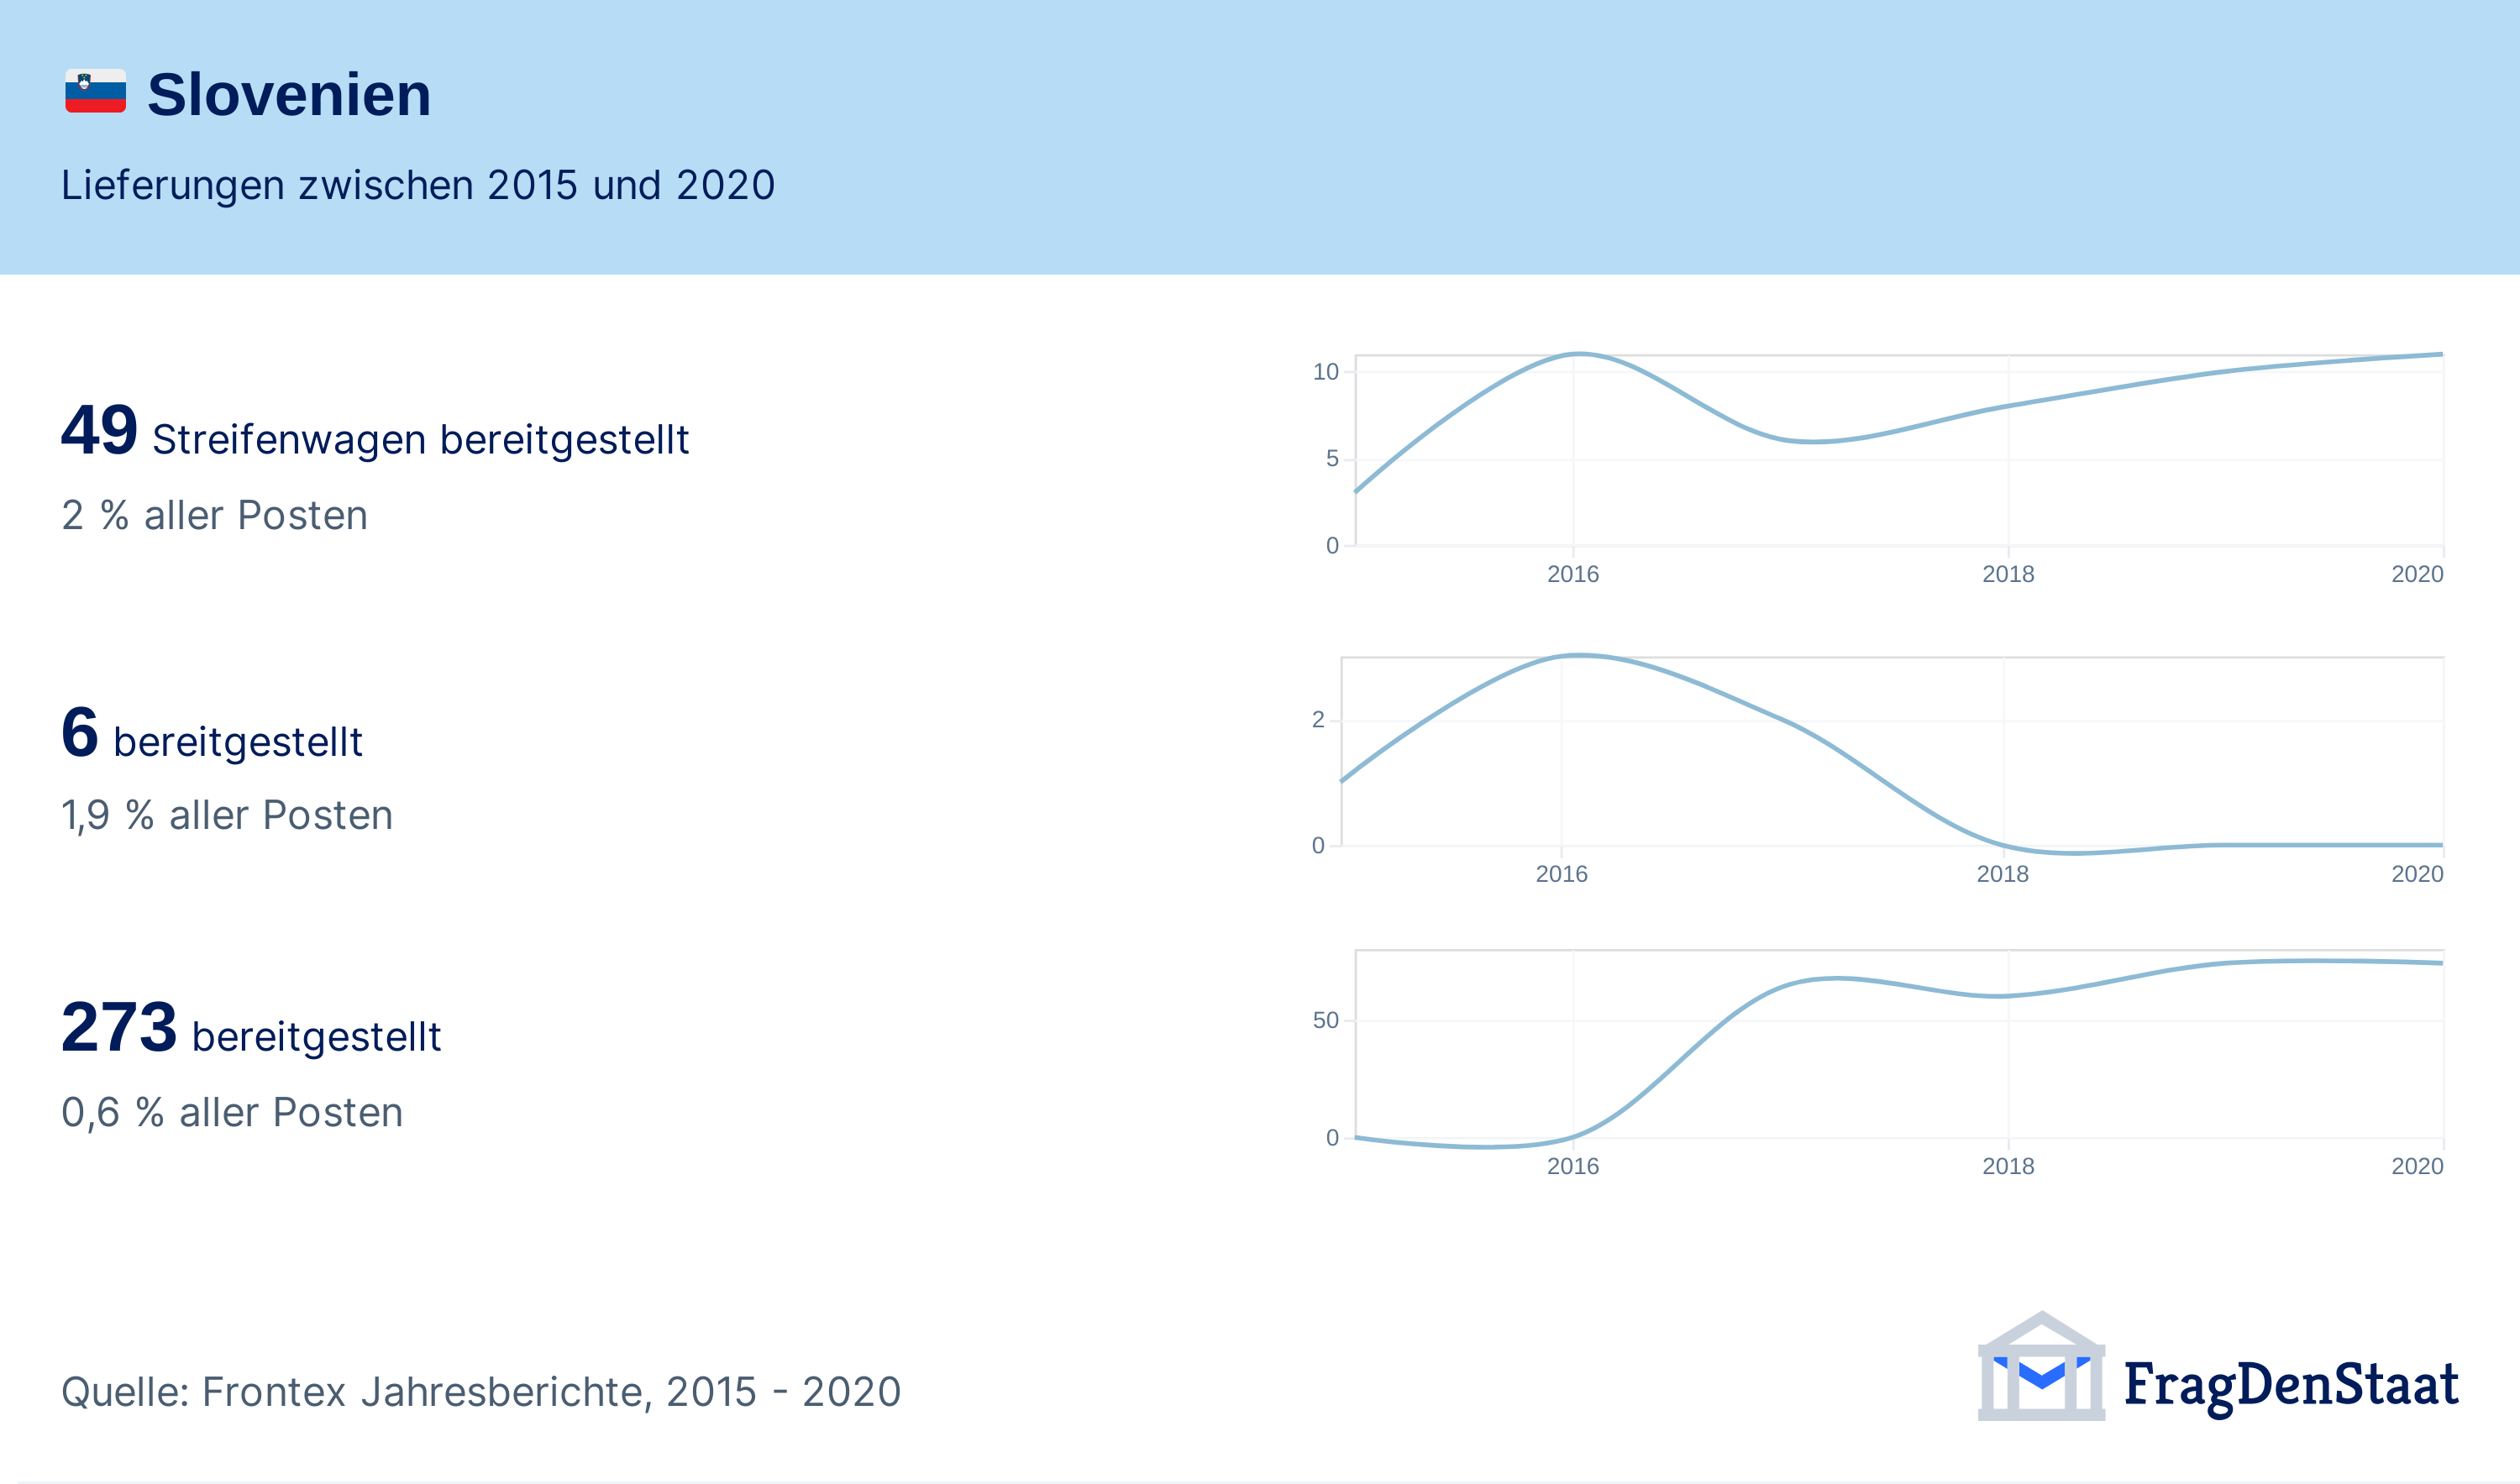 Slovenien
Lieferungen zwischen 2015 und 2020
49 Streifenwagen bereitgestellt
2 % aller Posten
10
5
0
2016 2018 2020
6 bereitgestellt
1,9 % aller Posten
2
0
2016 2018 2020
273 bereitgestellt
0,6 % aller Posten
50
0
2016 2018 2020
Quelle: Frontex Jahresberichte, 2015 - 2020
FragDenStaat